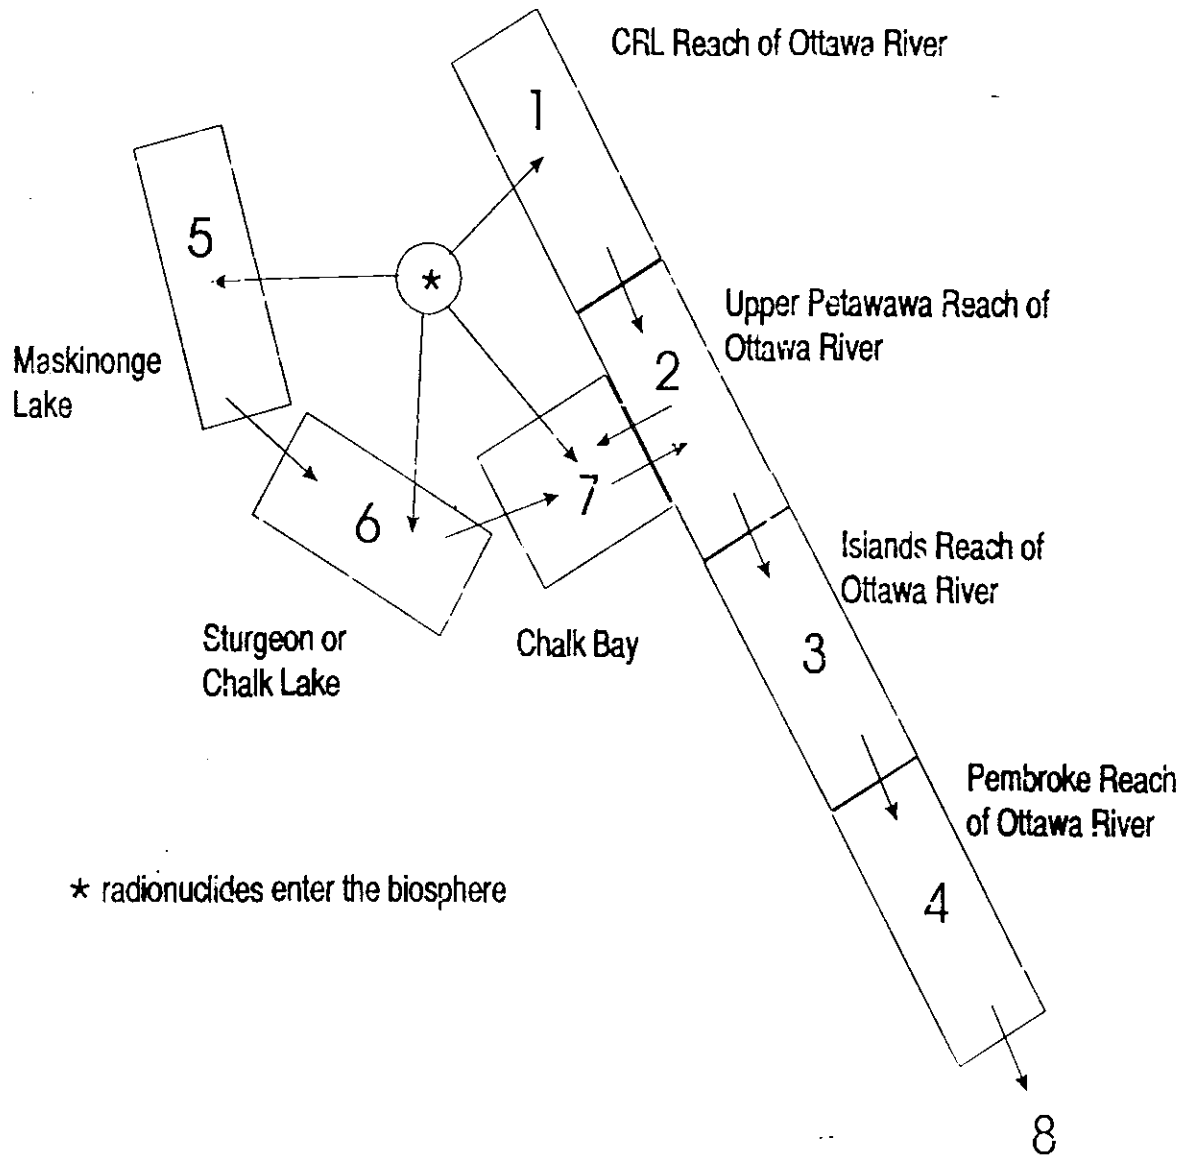 CRL Reach of Ottawa River
1
5
*
Upper Petawawa Reach of
Ottawa River
Maskinonge
Lake
2
7
6
Islands Reach of
Ottawa River
Sturgeon or
Chalk Lake
Chalk Bay
3
Pembroke Reach
of Ottawa River
* radionuclides enter the biosphere
4
8